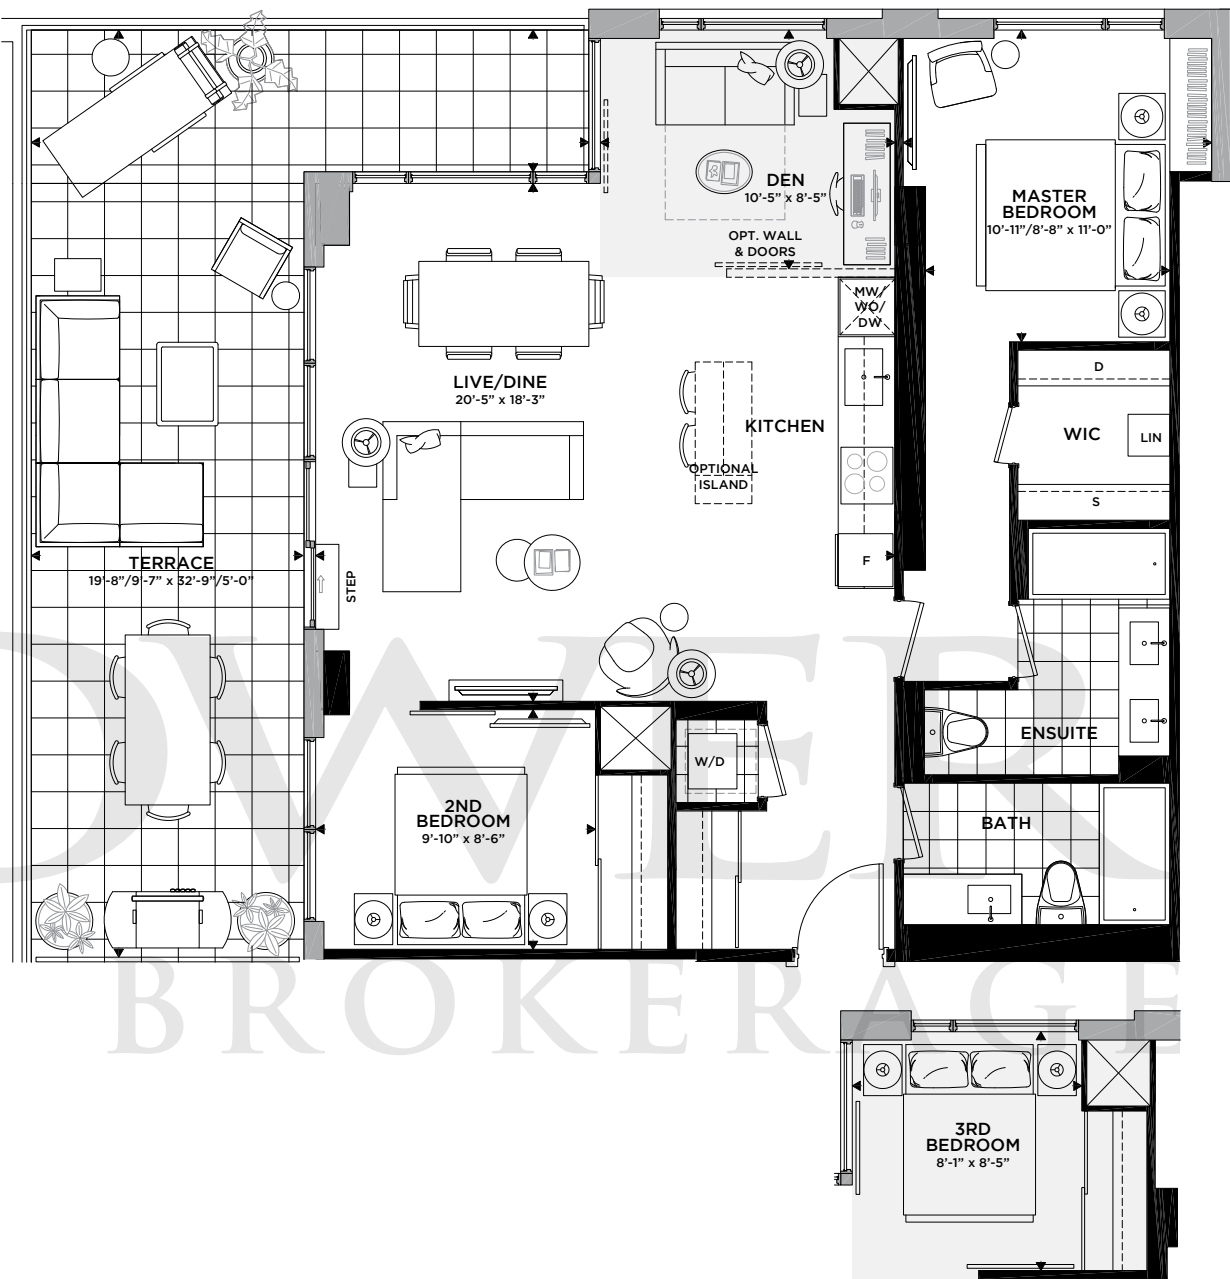 DEN
10'-5" x 8'-5"
OPT. WALL
& DOORS
MASTER
BEDROOM
10'-11"/8'-8" x 11'-0"
MW/
WO/
DW
LIVE/DINE
20'-5" x 18'-3"
D
KITCHEN
WIC
LIN
OPTIONAL
ISLAND
S
TERRACE
19'-8"/9'-7" x 32'-9"/5'-0"
STEP
F
OWER
ENSUITE
W/D
2ND
BEDROOM
9'-10" x 8'-6"
BATH
BROKERAGE
3RD
BEDROOM
8'-1" x 8'-5"